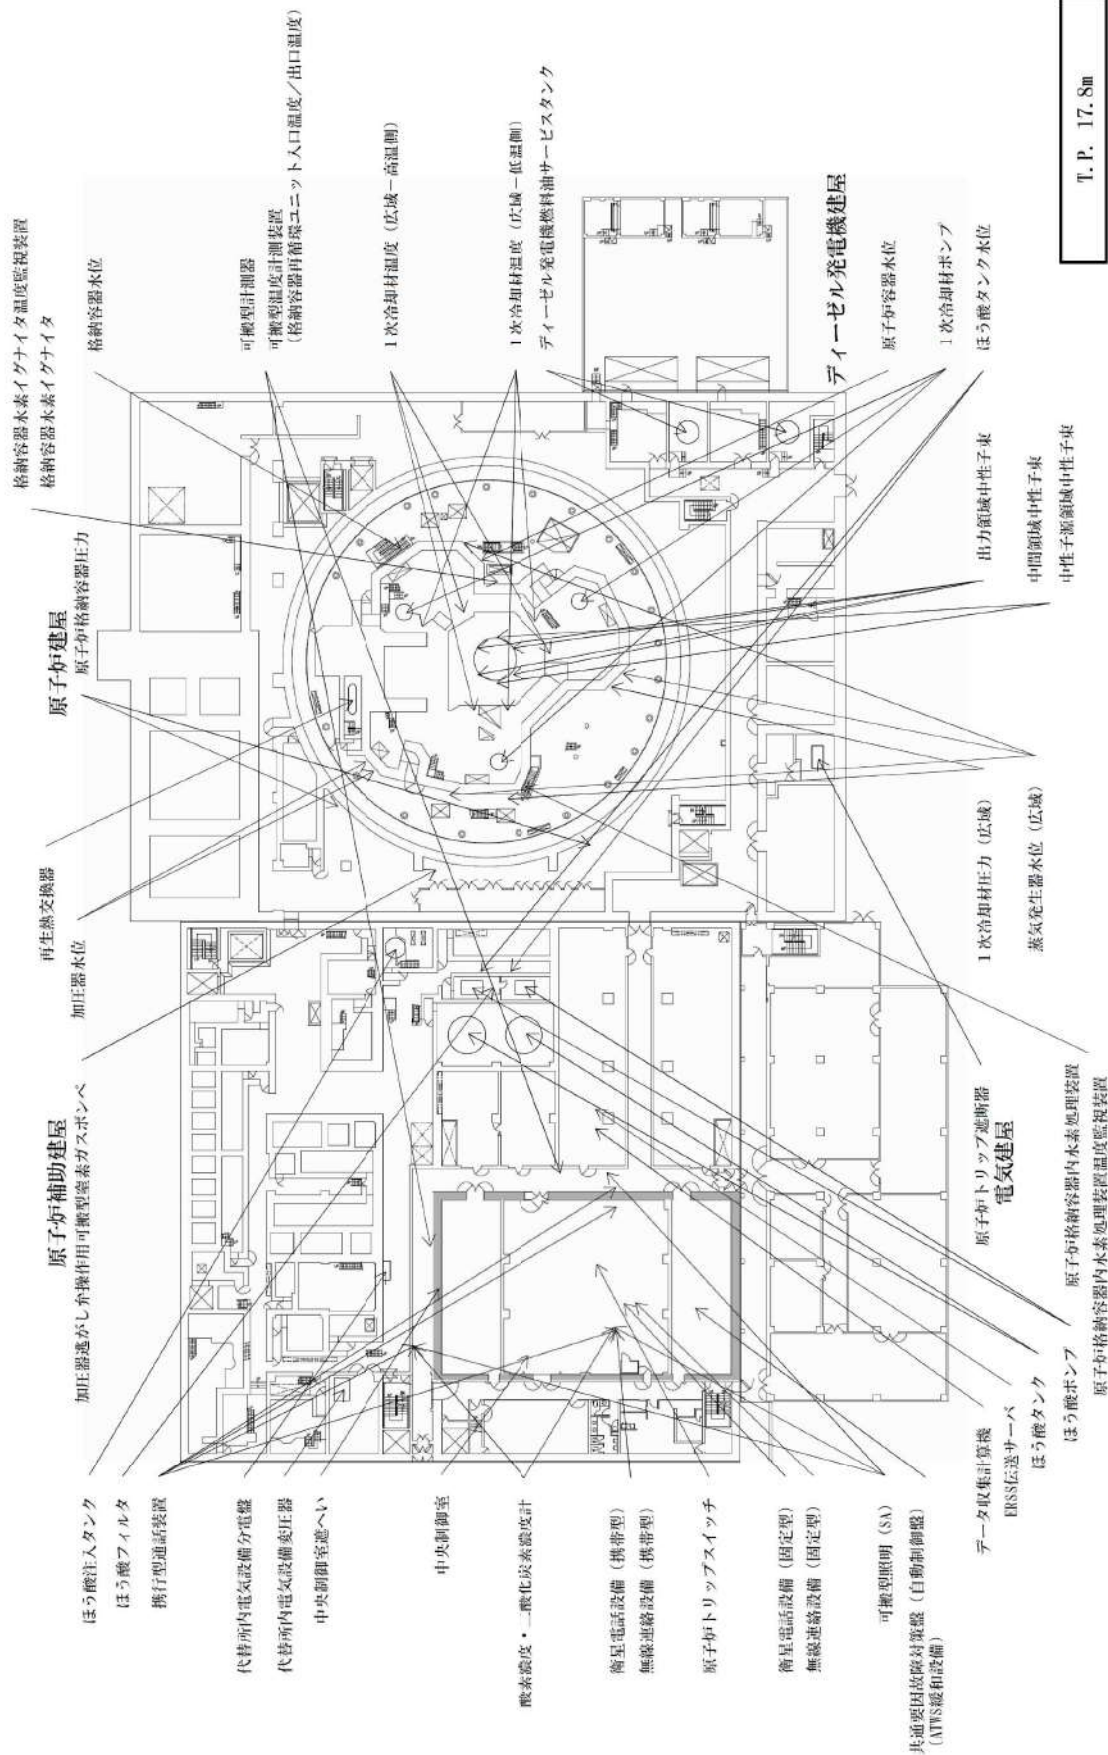 格納容器水素イグナイタ温度監視装置
格納容器水素イグナイタ
格納容器水位
可搬型計測器
可搬型温度計測装置
(格納容器再循環ユニット入口温度/出口温度)
1次冷却材温度(広域-高温側)
1次冷却材温度(広域-低温側)
ディーゼル発電機燃料油サービスタンク
ディーゼル発電機建屋
原子炉容器水位
1次冷却材ポンプ
ほう酸タンク水位
T.P. 17.8m
原子炉建屋
原子炉格納容器圧力
出力領域中性子束
中間領域中性子束
中性子源領域中性子束
再生熱交換器
加圧器水位
1次冷却材圧力(広域)
蒸気発生器水位(広域)
原子炉補助建屋
加圧器逃がし弁操作用可搬型窒素ガスボンベ
原子炉トリップ遮断器
電気建屋
原子炉格納容器内水素処理装置
原子炉格納容器内水素処理装置温度監視装置
ほう酸注入タンク
ほう酸フィルタ
携行型通話装置
代替所内電気設備分電盤
代替所内電気設備変圧器
中央制御室遮へい
中央制御室
酸素濃度・二酸化炭素濃度計
衛星電話設備(携帯型)
無線連絡設備(携帯型)
原子炉トリップスイッチ
衛星電話設備(固定型)
無線連絡設備(固定型)
可搬型照明(SA)
共通要因故障対策盤(自動制御盤)
(ATWS緩和設備)
データ収集計算機
ERSS伝送サーバ
ほう酸タンク
ほう酸ポンプ